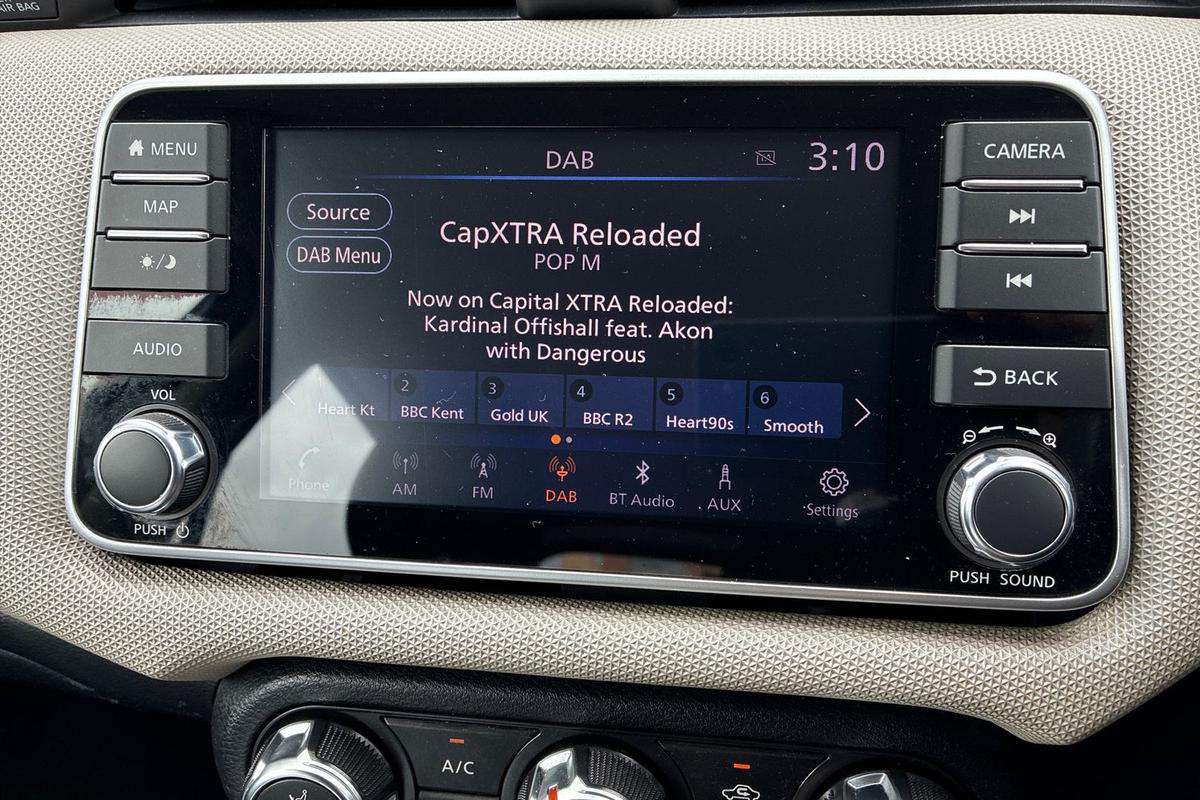 AIR BAG
MENU
MAP
AUDIO
VOL
PUSH
DAB
3:10
Source
DAB Menu
CapXTRA Reloaded
POP M
Now on Capital XTRA Reloaded:
Kardinal Offishall feat. Akon
with Dangerous
Heart Kt
2
BBC Kent
3
Gold UK
4
BBC R2
5
Heart90s
6
Smooth
Phone
AM
FM
DAB
BT Audio
AUX
Settings
CAMERA
BACK
PUSH SOUND
A/C